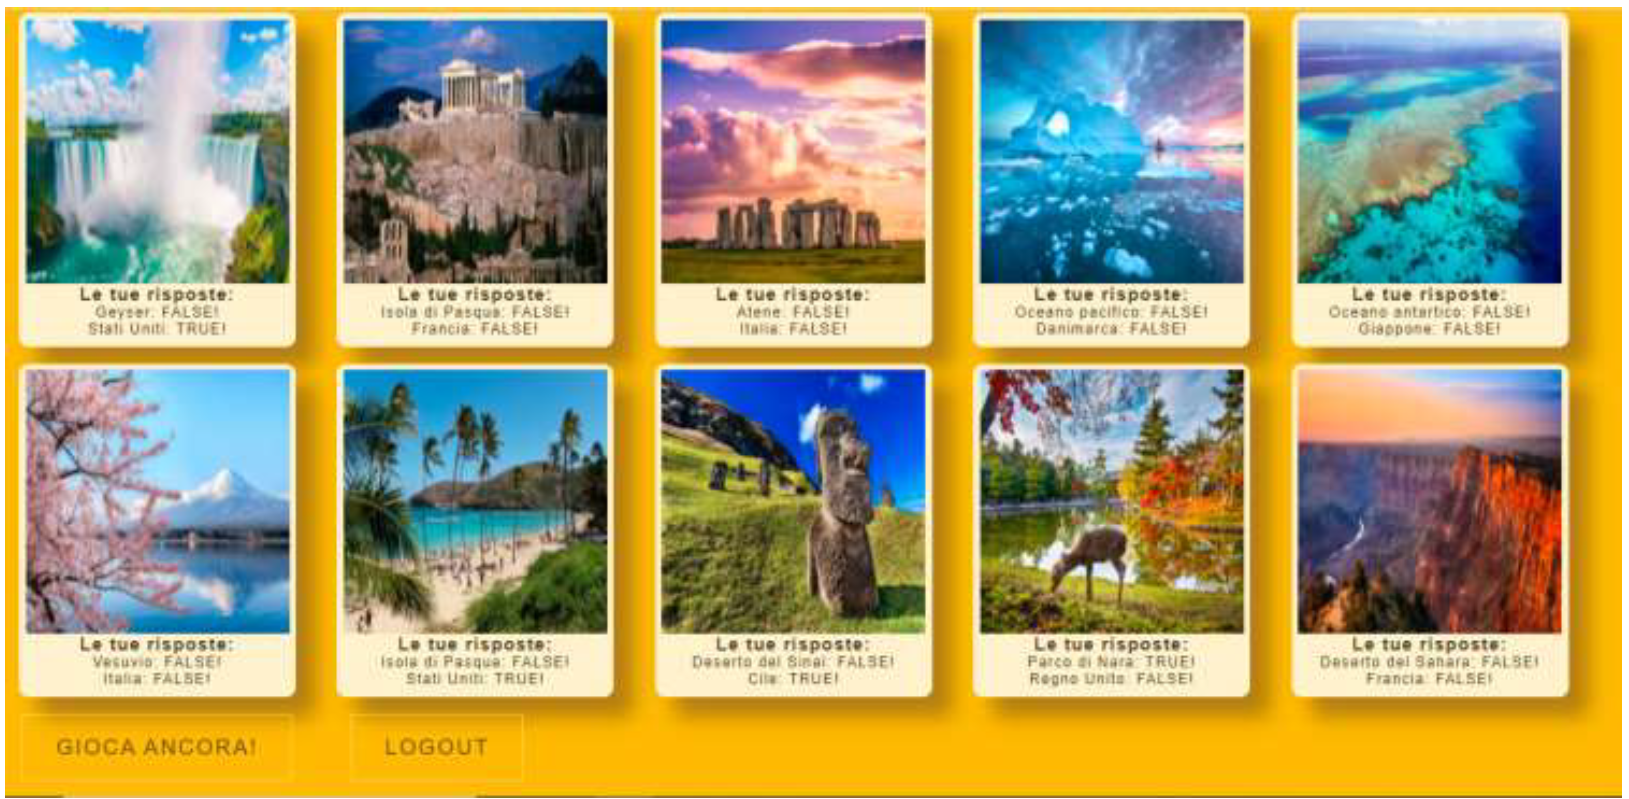 Le tue risposte:
Geyser: FALSE!
Stati Uniti: TRUE!
Le tue risposte:
Isola di Pasqua: FALSE!
Francia: FALSE!
Le tue risposte:
Atene: FALSE!
Italia: FALSE!
Le tue risposte:
Oceano pacifico: FALSE!
Danimarca: FALSE!
Le tue risposte:
Oceano antartico: FALSE!
Giappone: FALSE!
Le tue risposte:
Vesuvio: FALSE!
Italia: FALSE!
Le tue risposte:
Isola di Pasqua: FALSE!
Stati Uniti: TRUE!
Le tue risposte:
Deserto del Sinai: FALSE!
Cile: TRUE!
Le tue risposte:
Parco di Nara: TRUE!
Regno Unito: FALSE!
Le tue risposte:
Deserto del Sahara: FALSE!
Francia: FALSE!
GIOCA ANCORA!
LOGOUT